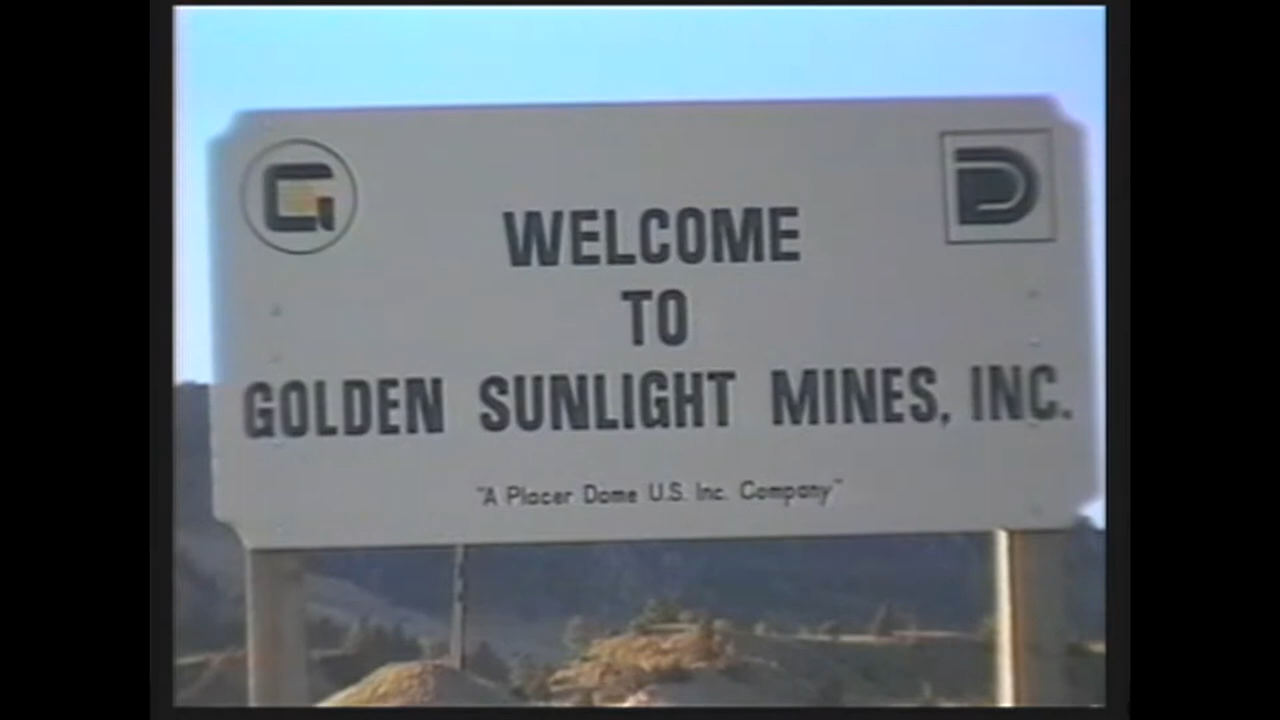 WELCOME
TO
GOLDEN SUNLIGHT MINES, INC.
"A Placer Dome U.S. Inc. Company"